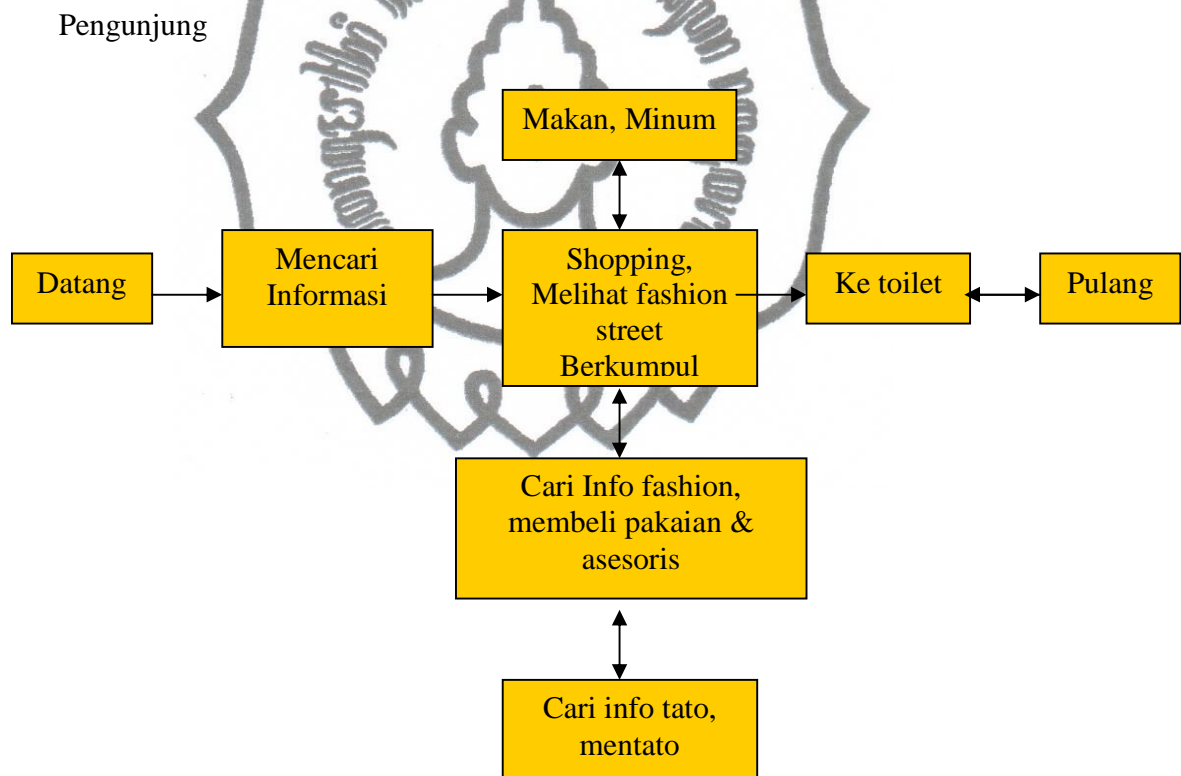 Pengunjung
Makan, Minum
Datang
Mencari
Informasi
Shopping,
Melihat fashion
street
Berkumpul
Ke toilet
Pulang
Cari Info fashion,
membeli pakaian &
asesoris
Cari info tato,
mentato